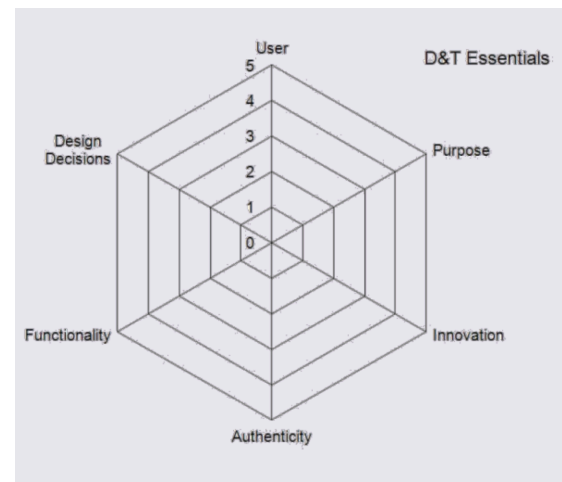 User
D&T Essentials
5
4
3
2
1
0
Design
Decisions
Purpose
Functionality
Innovation
Authenticity